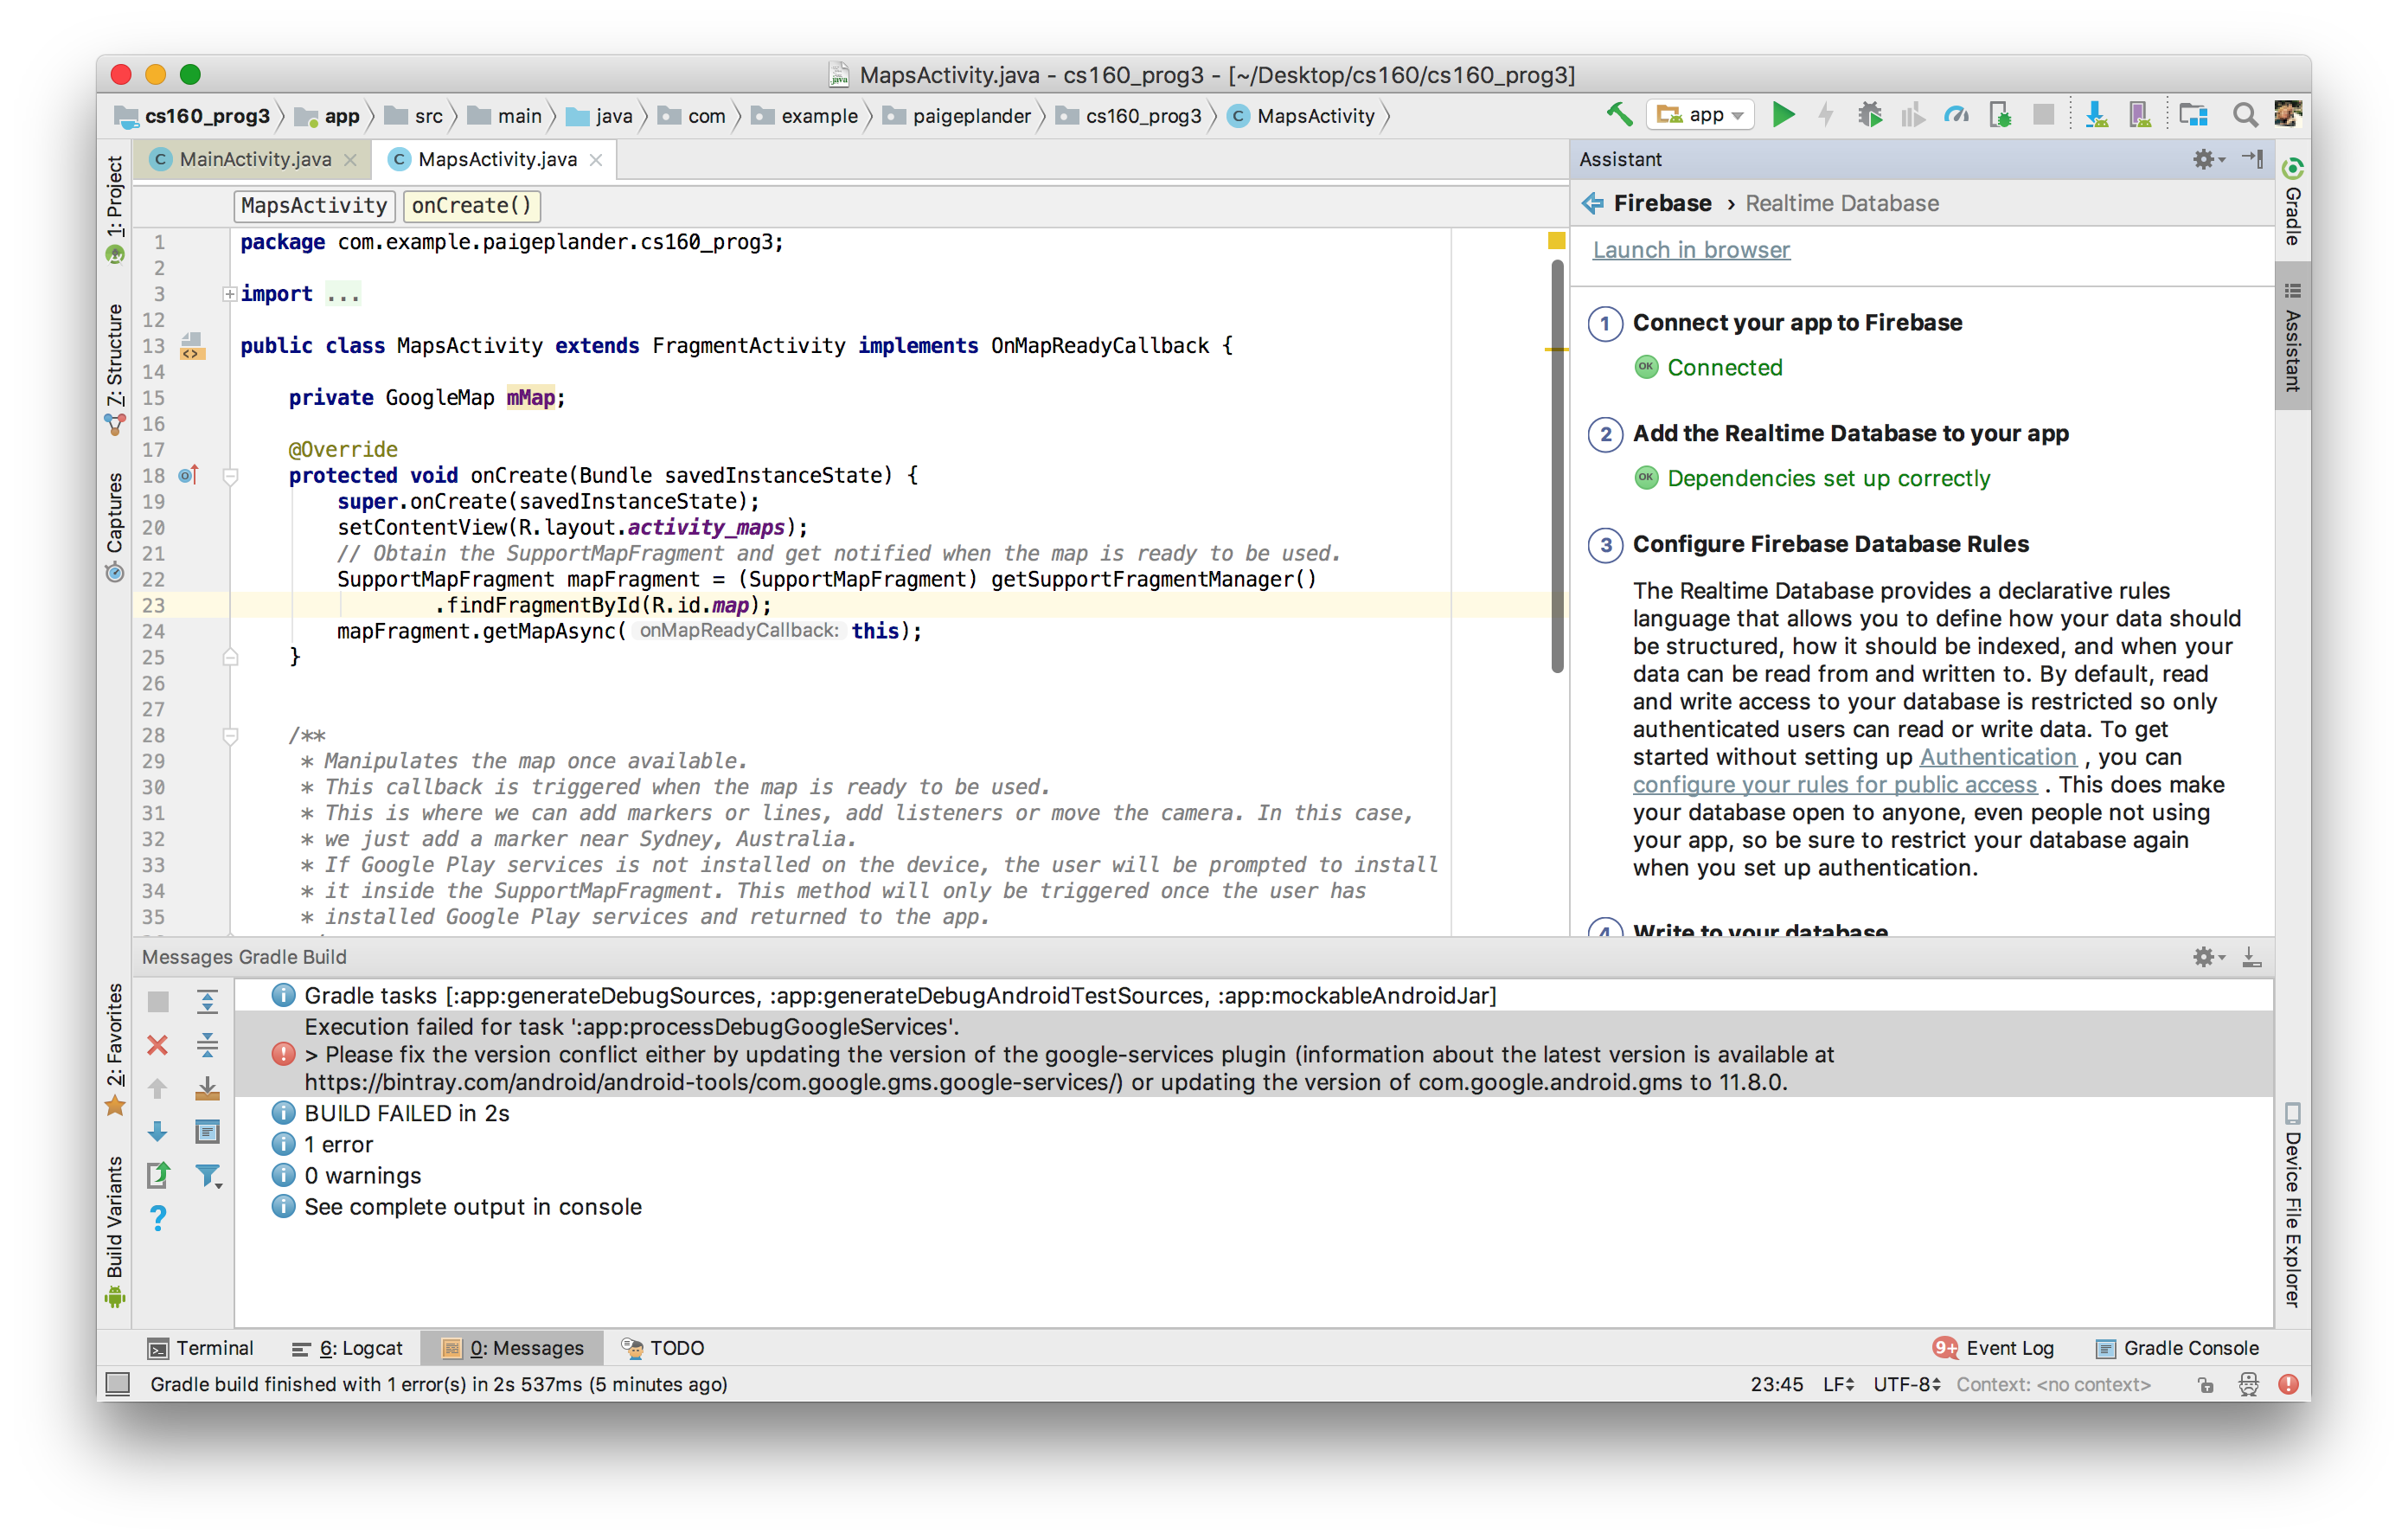 MapsActivity.java - cs160_prog3 - [~/Desktop/cs160/cs160_prog3]
cs160_prog3 app src main java com example paigeplander cs160_prog3 MapsActivity app
MainActivity.java MapsActivity.java
MapsActivity onCreate()
1 package com.example.paigeplander.cs160_prog3;
2
3 import ...
12
13 public class MapsActivity extends FragmentActivity implements OnMapReadyCallback {
14
15 private GoogleMap mMap;
16
17 @Override
18 protected void onCreate(Bundle savedInstanceState) {
19 super.onCreate(savedInstanceState);
20 setContentView(R.layout.activity_maps);
21 // Obtain the SupportMapFragment and get notified when the map is ready to be used.
22 SupportMapFragment mapFragment = (SupportMapFragment) getSupportFragmentManager()
23 .findFragmentById(R.id.map);
24 mapFragment.getMapAsync( onMapReadyCallback: this);
25 }
26
27
28 /**
29 * Manipulates the map once available.
30 * This callback is triggered when the map is ready to be used.
31 * This is where we can add markers or lines, add listeners or move the camera. In this case,
32 * we just add a marker near Sydney, Australia.
33 * If Google Play services is not installed on the device, the user will be prompted to install
34 * it inside the SupportMapFragment. This method will only be triggered once the user has
35 * installed Google Play services and returned to the app.
Assistant
Firebase › Realtime Database
Launch in browser
1 Connect your app to Firebase
OK Connected
2 Add the Realtime Database to your app
OK Dependencies set up correctly
3 Configure Firebase Database Rules
The Realtime Database provides a declarative rules
language that allows you to define how your data should
be structured, how it should be indexed, and when your
data can be read from and written to. By default, read
and write access to your database is restricted so only
authenticated users can read or write data. To get
started without setting up Authentication , you can
configure your rules for public access . This does make
your database open to anyone, even people not using
your app, so be sure to restrict your database again
when you set up authentication.
4 Write to your database
Messages Gradle Build
Gradle tasks [:app:generateDebugSources, :app:generateDebugAndroidTestSources, :app:mockableAndroidJar]
Execution failed for task ':app:processDebugGoogleServices'.
> Please fix the version conflict either by updating the version of the google-services plugin (information about the latest version is available at
https://bintray.com/android/android-tools/com.google.gms.google-services/) or updating the version of com.google.android.gms to 11.8.0.
BUILD FAILED in 2s
1 error
0 warnings
See complete output in console
1: Project
7: Structure
Captures
2: Favorites
Build Variants
Gradle
Assistant
Device File Explorer
Terminal 6: Logcat 0: Messages TODO 9+ Event Log Gradle Console
Gradle build finished with 1 error(s) in 2s 537ms (5 minutes ago) 23:45 LF UTF-8 Context: <no context>